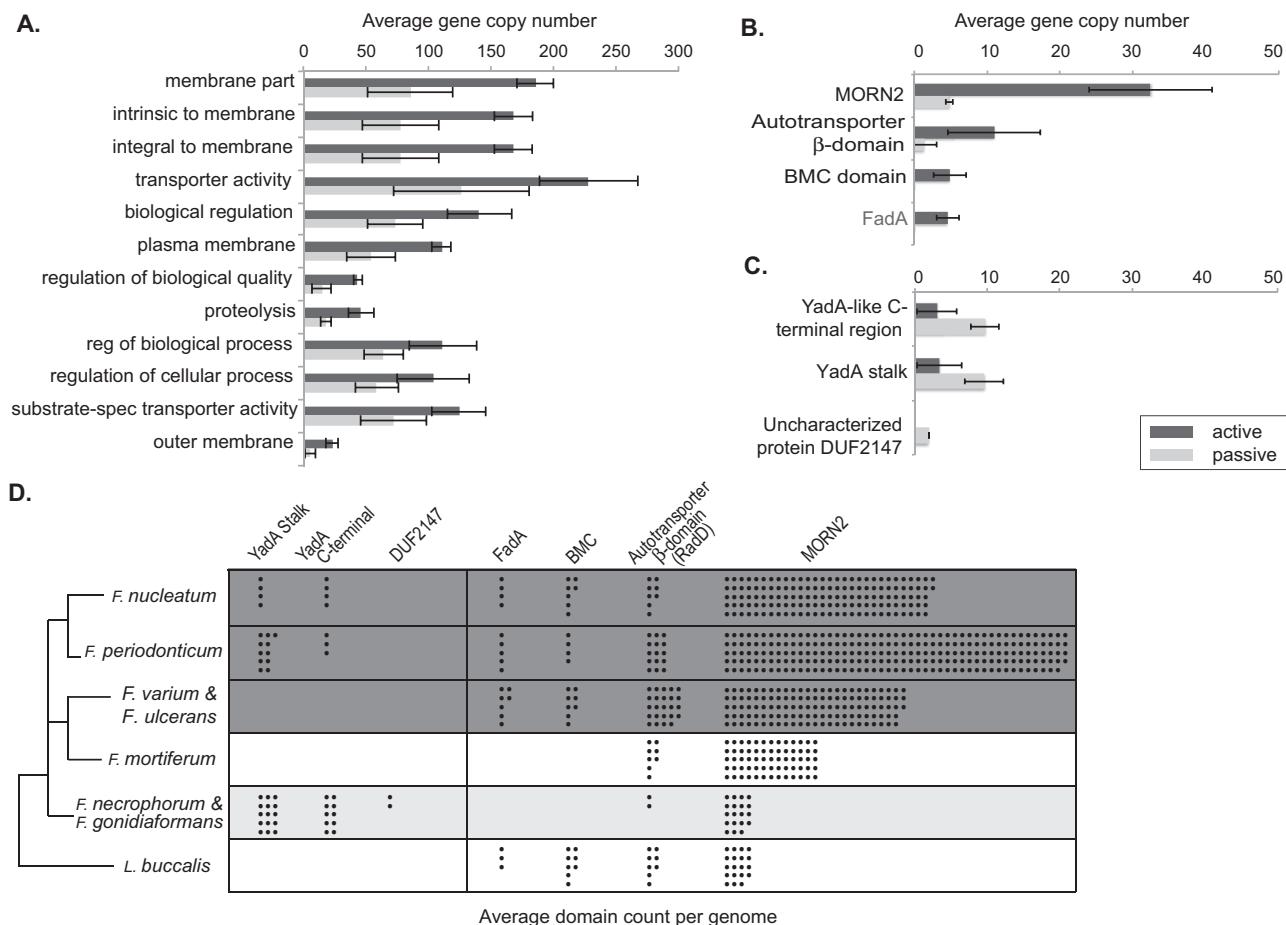 A.
Average gene copy number
0 50 100 150 200 250 300
membrane part
intrinsic to membrane
integral to membrane
transporter activity
biological regulation
plasma membrane
regulation of biological quality
proteolysis
reg of biological process
regulation of cellular process
substrate-spec transporter activity
outer membrane
B.
Average gene copy number
0 10 20 30 40 50
MORN2
Autotransporter
β-domain
BMC domain
FadA
C.
0 10 20 30 40 50
YadA-like C-
terminal region
YadA stalk
Uncharacterized
protein DUF2147
active
passive
D.
YadA Stalk
YadA
C-terminal
DUF2147
FadA
BMC
Autotransporter
β-domain
(RadD)
MORN2
F. nucleatum
F. periodonticum
F. varium &
F. ulcerans
F. mortiferum
F. necrophorum &
F. gonidiaformans
L. buccalis
Average domain count per genome